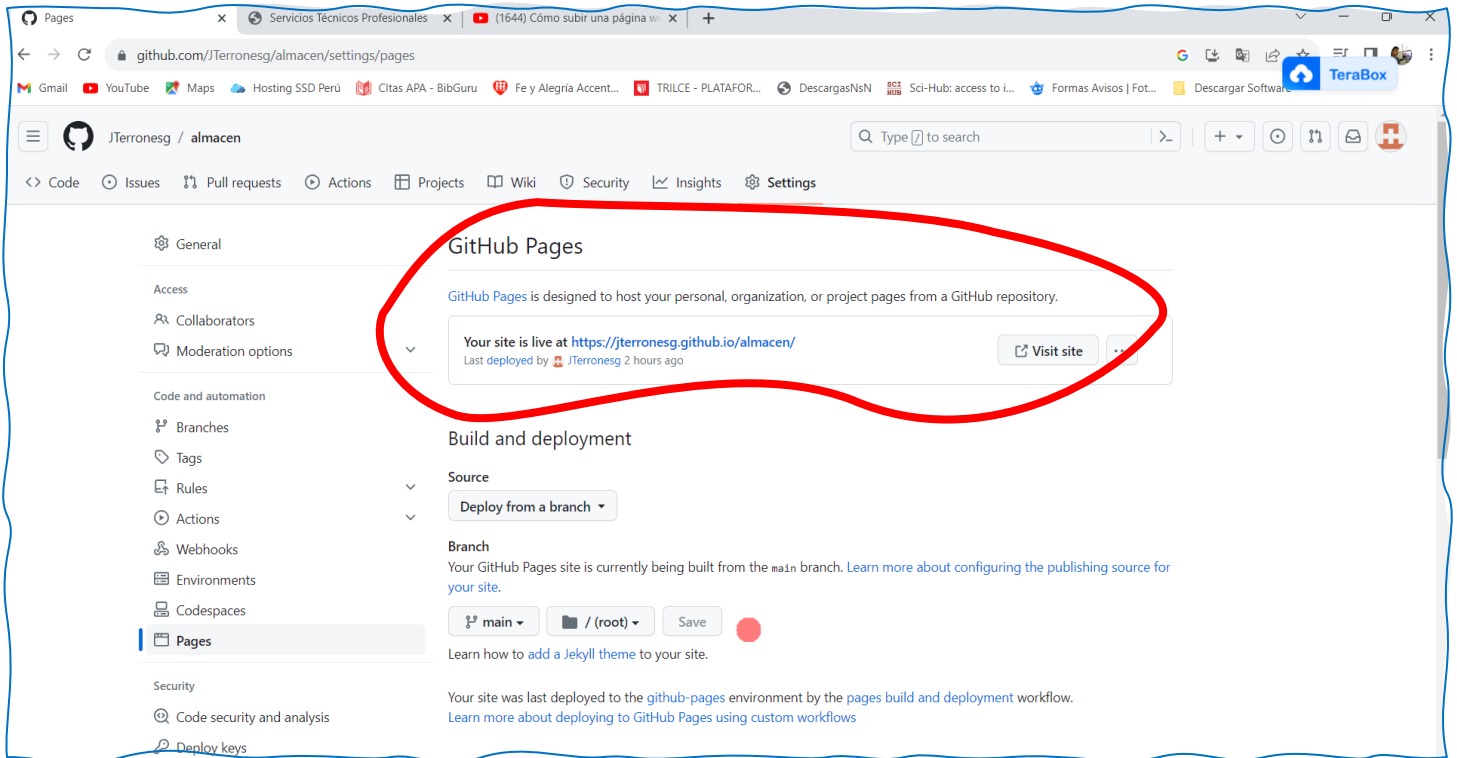 Pages
Servicios Técnicos Profesionales
(1644) Cómo subir una página w
github.com/JTerronesg/almacen/settings/pages
Gmail
YouTube
Maps
Hosting SSD Perú
CItas APA - BibGuru
Fe y Alegría Accent...
TRILCE - PLATAFOR...
DescargasNsN
SCI HUB
Sci-Hub: access to i...
Formas Avisos | Fot...
Descargar Software
TeraBox
JTerronesg / almacen
Type / to search
Code
Issues
Pull requests
Actions
Projects
Wiki
Security
Insights
Settings
General
Access
Collaborators
Moderation options
Code and automation
Branches
Tags
Rules
Actions
Webhooks
Environments
Codespaces
Pages
Security
Code security and analysis
Deploy keys
GitHub Pages
GitHub Pages is designed to host your personal, organization, or project pages from a GitHub repository.
Your site is live at https://jterronesg.github.io/almacen/
Last deployed by JTerronesg 2 hours ago
Visit site
Build and deployment
Source
Deploy from a branch
Branch
Your GitHub Pages site is currently being built from the main branch. Learn more about configuring the publishing source for
your site.
main
/ (root)
Save
Learn how to add a Jekyll theme to your site.
Your site was last deployed to the github-pages environment by the pages build and deployment workflow.
Learn more about deploying to GitHub Pages using custom workflows